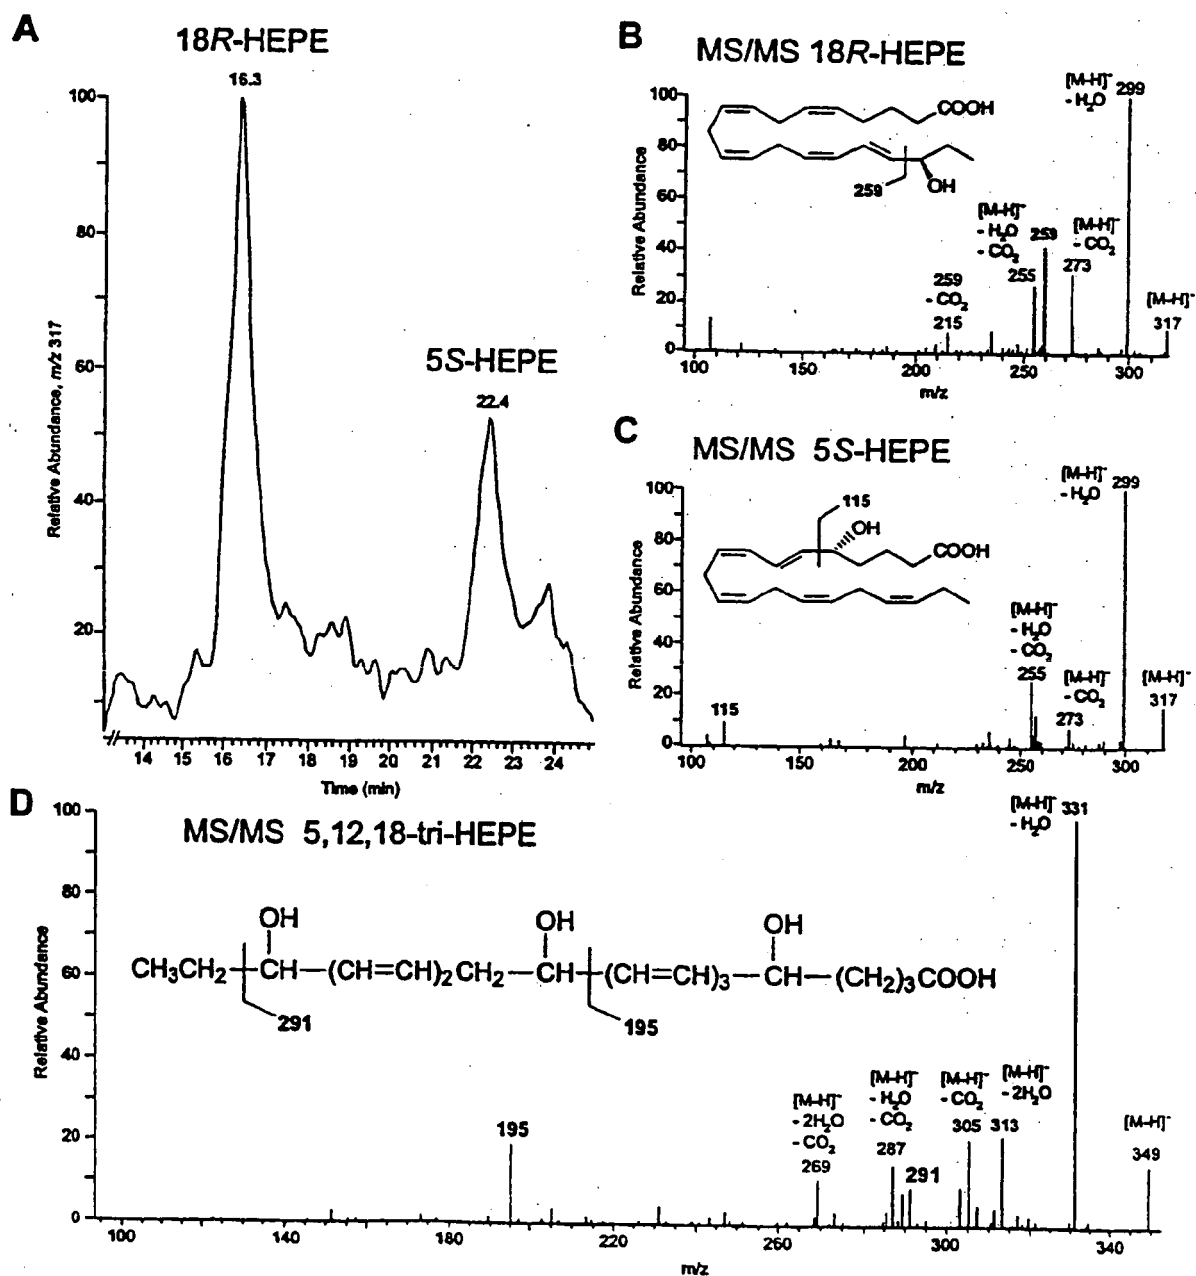 A
18R-HEPE
16.3
100
80
60
40
20
Relative Abundance, m/z 317
5S-HEPE
22.4
14 15 16 17 18 19 20 21 22 23 24
Time (min)
B
MS/MS 18R-HEPE
100
80
60
40
20
0
Relative Abundance
COOH
OH
259
259
- CO2
215
[M-H]-
- H2O
- CO2
255
259
[M-H]-
- CO2
273
[M-H]-
- H2O
299
[M-H]-
317
100 150 200 250 300
m/z
C
MS/MS 5S-HEPE
100
80
60
40
20
0
Relative Abundance
115
OH
COOH
115
[M-H]-
- H2O
- CO2
255
[M-H]-
- CO2
273
[M-H]-
- H2O
299
[M-H]-
317
100 150 200 250 300
m/z
D
MS/MS 5,12,18-tri-HEPE
100
80
60
40
20
0
Relative Abundance
OH OH OH
CH3CH2-CH-(CH=CH)2CH2-CH-(CH=CH)3-CH-(CH2)3COOH
291
195
195
[M-H]-
- 2H2O
- CO2
269
[M-H]-
- H2O
- CO2
287
291
[M-H]-
- CO2
305
[M-H]-
- 2H2O
313
[M-H]-
- H2O
331
[M-H]-
349
100 140 180 220 260 300 340
m/z